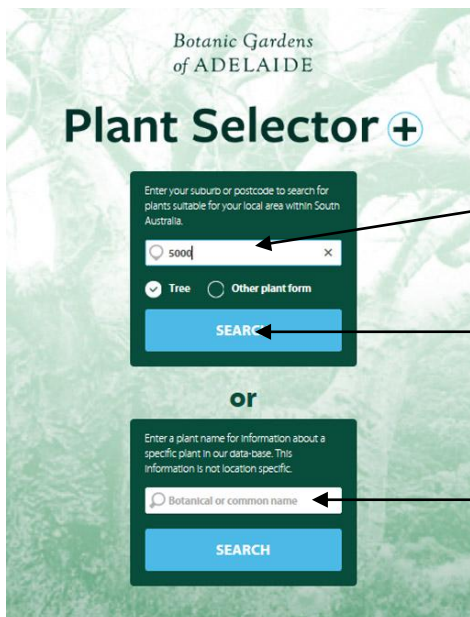 Botanic Gardens
of ADELAIDE
Plant Selector +
Enter your suburb or postcode to search for
plants suitable for your local area within South
Australia.
5000
×
Tree
Other plant form
SEARCH
or
Enter a plant name for information about a
specific plant in our data-base. This
information is not location specific.
Botanical or common name
SEARCH